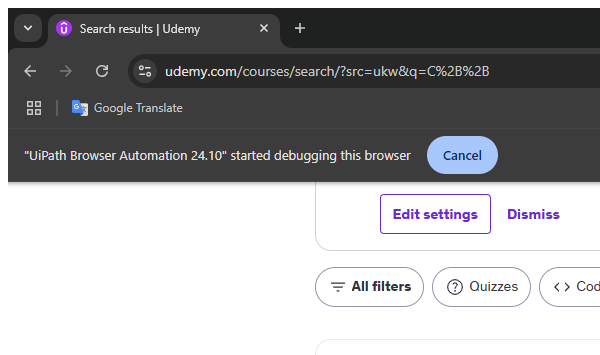 Search results | Udemy
udemy.com/courses/search/?src=ukw&q=C%2B%2B
Google Translate
"UiPath Browser Automation 24.10" started debugging this browser
Cancel
Edit settings
Dismiss
All filters
Quizzes
Cod